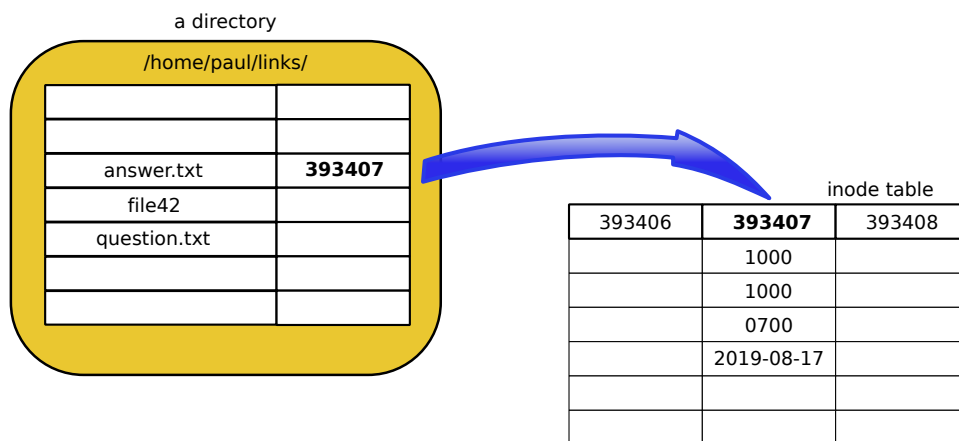 a directory
/home/paul/links/
answer.txt 393407
file42
question.txt
inode table
393406 393407 393408
1000
1000
0700
2019-08-17